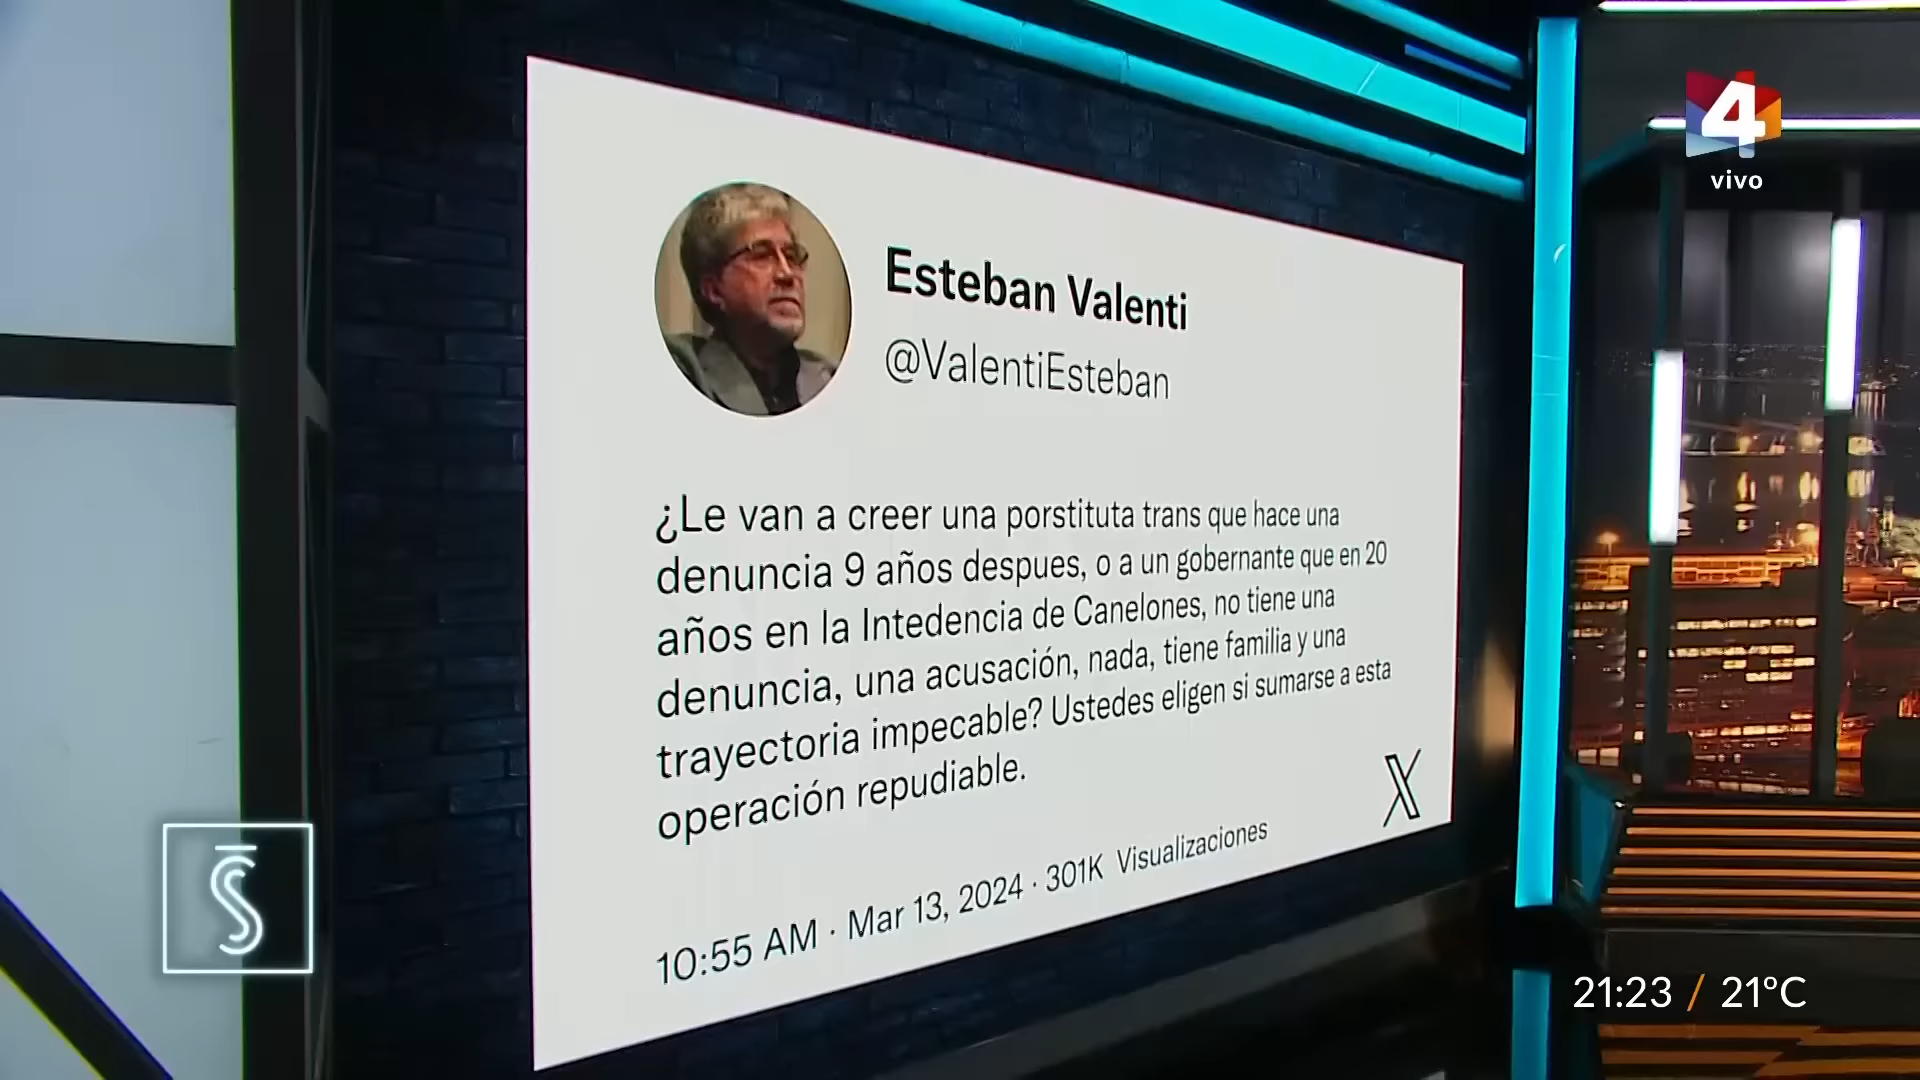 4
vivo
Esteban Valenti
@ValentiEsteban
¿Le van a creer una porstituta trans que hace una
denuncia 9 años despues, o a un gobernante que en 20
años en la Intedencia de Canelones, no tiene una
denuncia, una acusación, nada, tiene familia y una
trayectoria impecable? Ustedes eligen si sumarse a esta
operación repudiable.
X
10:55 AM · Mar 13, 2024 · 301K Visualizaciones
S
21:23 / 21°C